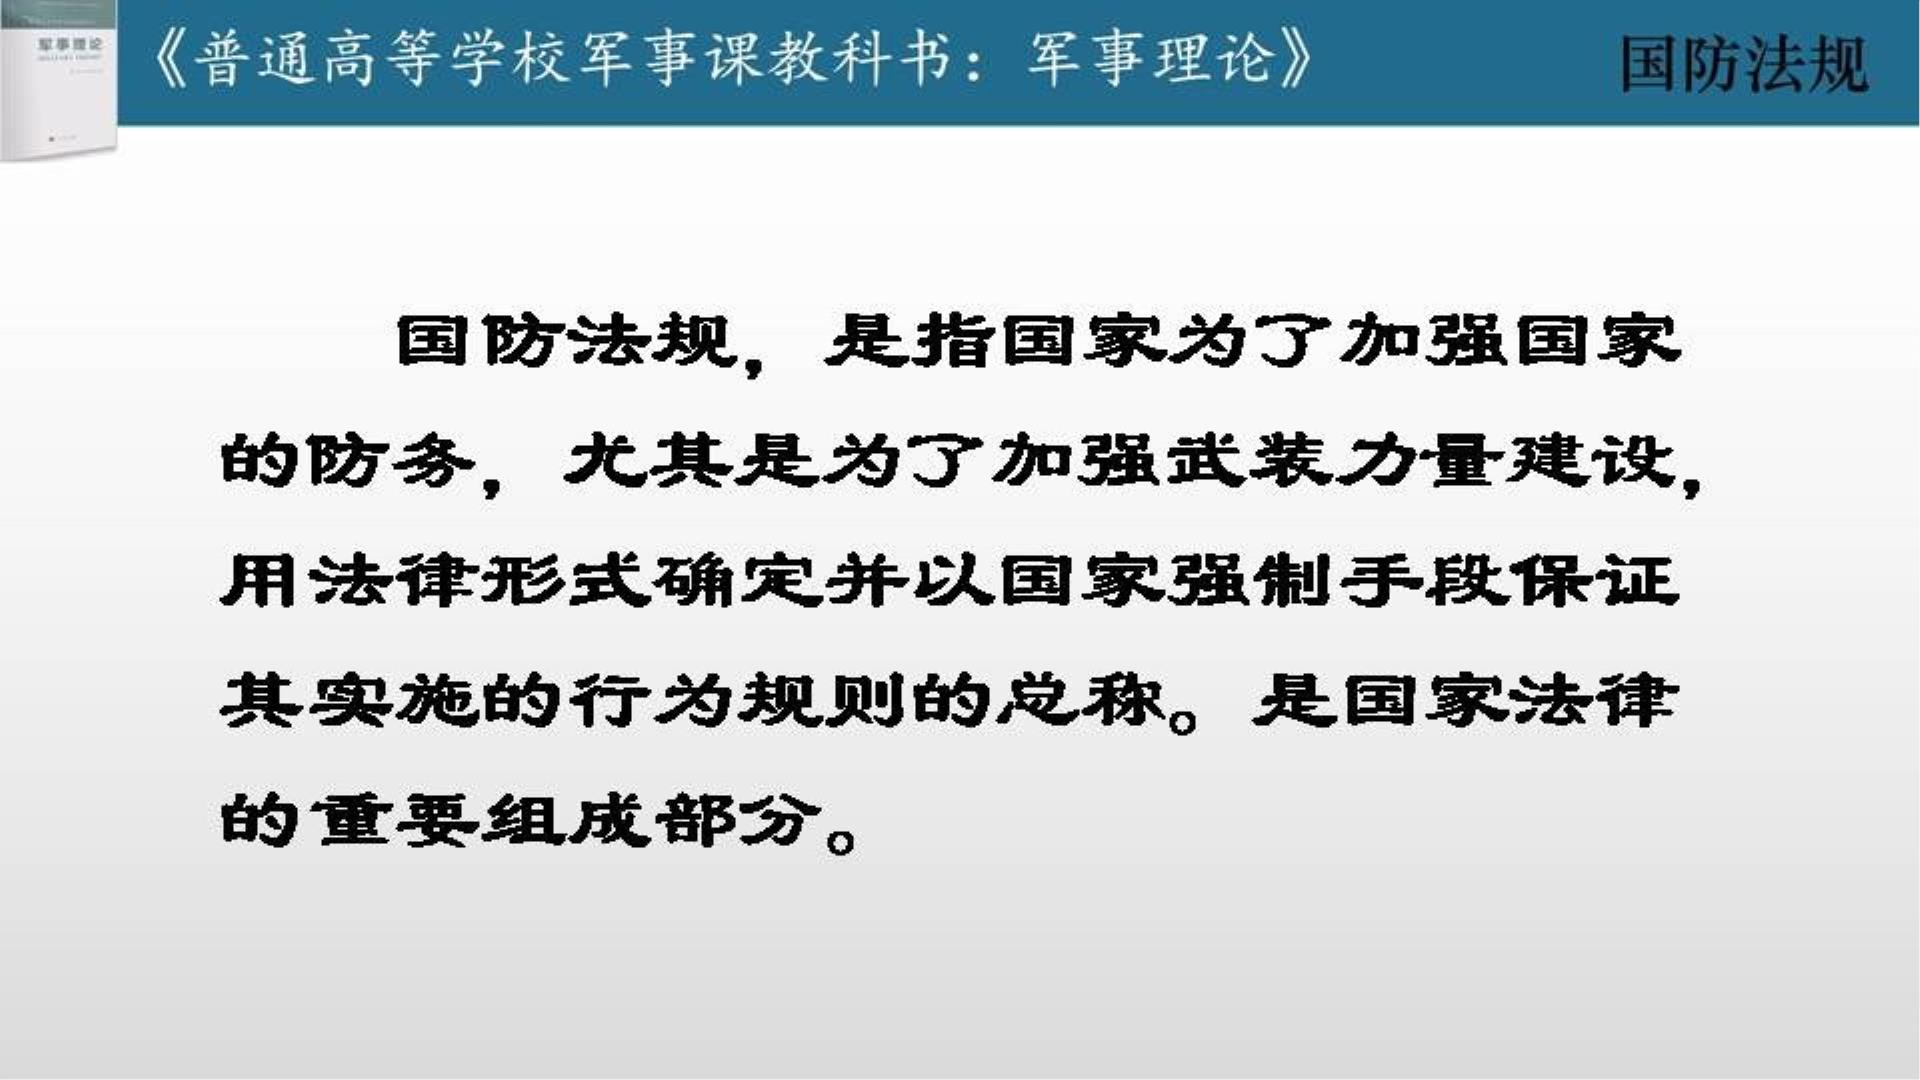 军事理论
《普通高等学校军事课教科书：军事理论》
国防法规
国防法规，是指国家为了加强国家
的防务，尤其是为了加强武装力量建设，
用法律形式确定并以国家强制手段保证
其实施的行为规则的总称。是国家法律
的重要组成部分。